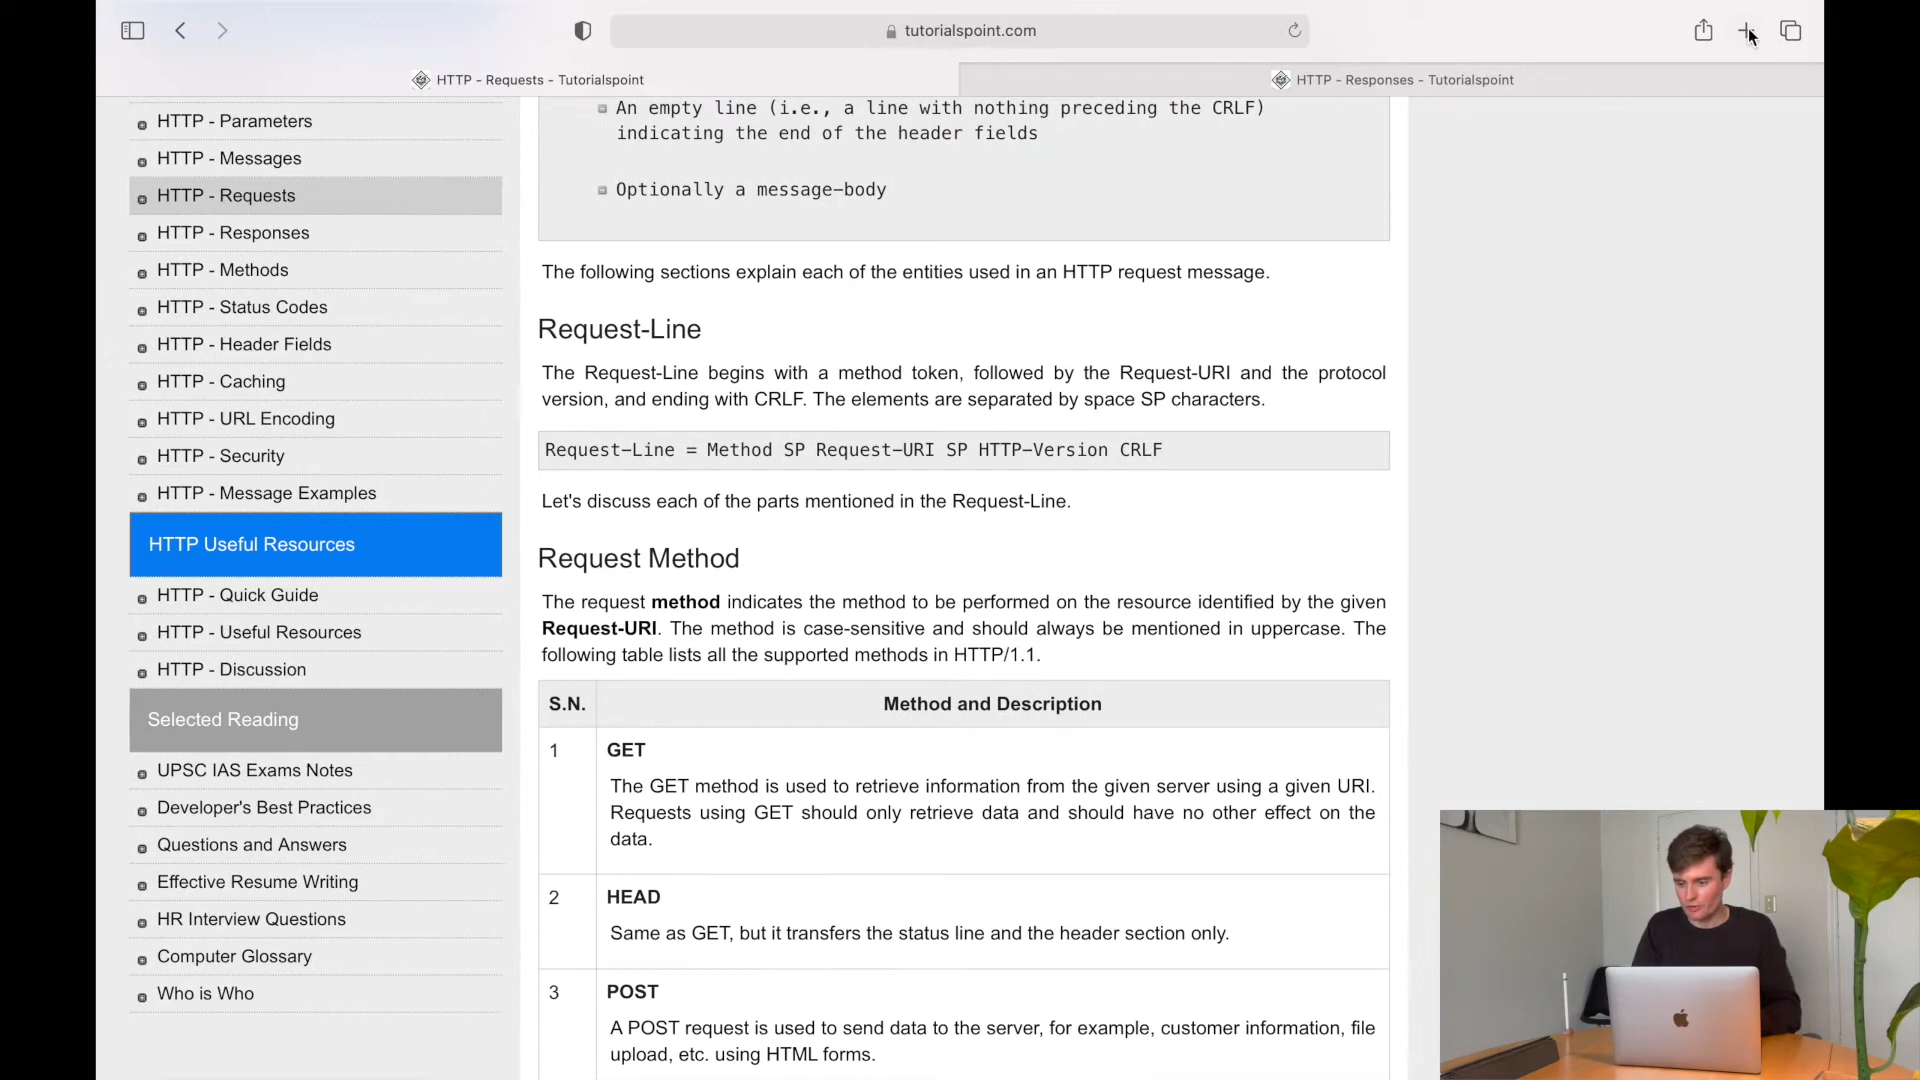 tutorialspoint.com
HTTP - Requests - Tutorialspoint
HTTP - Responses - Tutorialspoint
HTTP - Parameters
HTTP - Messages
HTTP - Requests
HTTP - Responses
HTTP - Methods
HTTP - Status Codes
HTTP - Header Fields
HTTP - Caching
HTTP - URL Encoding
HTTP - Security
HTTP - Message Examples
HTTP Useful Resources
HTTP - Quick Guide
HTTP - Useful Resources
HTTP - Discussion
Selected Reading
UPSC IAS Exams Notes
Developer's Best Practices
Questions and Answers
Effective Resume Writing
HR Interview Questions
Computer Glossary
Who is Who
An empty line (i.e., a line with nothing preceding the CRLF)
indicating the end of the header fields
Optionally a message-body
The following sections explain each of the entities used in an HTTP request message.
Request-Line
The Request-Line begins with a method token, followed by the Request-URI and the protocol
version, and ending with CRLF. The elements are separated by space SP characters.
Request-Line = Method SP Request-URI SP HTTP-Version CRLF
Let's discuss each of the parts mentioned in the Request-Line.
Request Method
The request method indicates the method to be performed on the resource identified by the given
Request-URI. The method is case-sensitive and should always be mentioned in uppercase. The
following table lists all the supported methods in HTTP/1.1.
S.N. Method and Description
1 GET
The GET method is used to retrieve information from the given server using a given URI.
Requests using GET should only retrieve data and should have no other effect on the
data.
2 HEAD
Same as GET, but it transfers the status line and the header section only.
3 POST
A POST request is used to send data to the server, for example, customer information, file
upload, etc. using HTML forms.